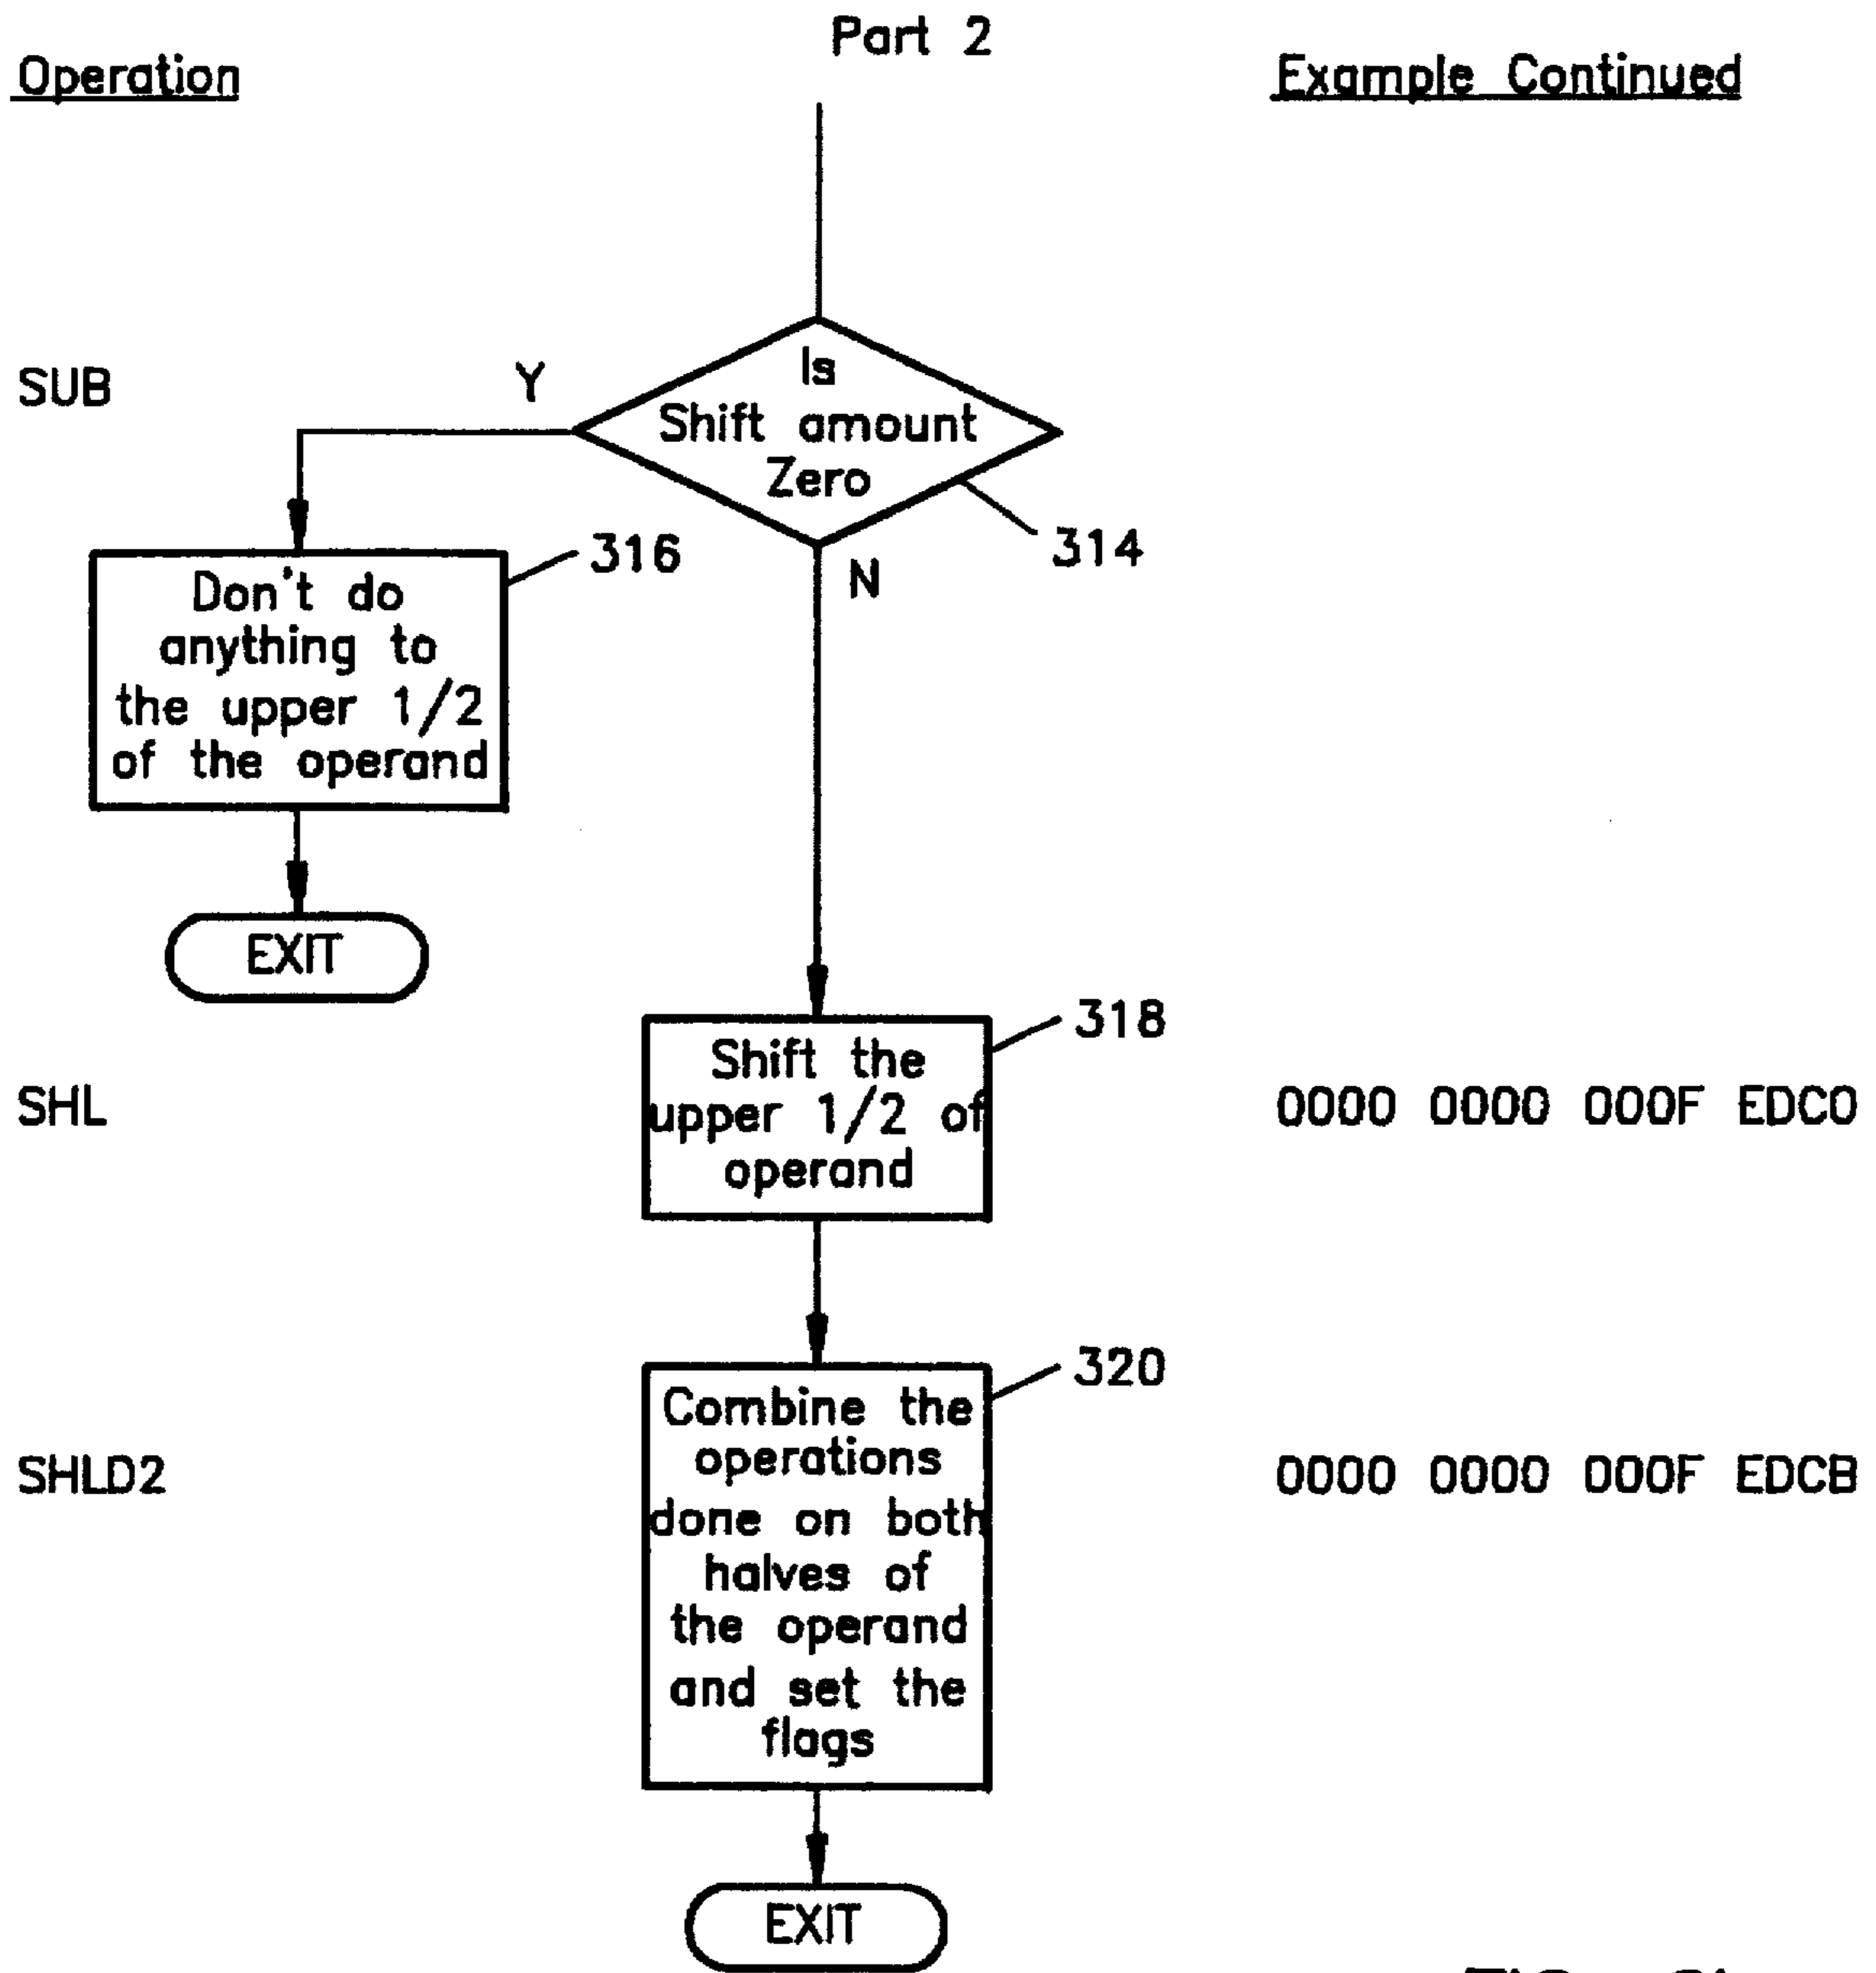 Part 2
Operation
Example Continued
SUB
Y
Is
Shift amount
Zero
314
N
316
Don't do
anything to
the upper 1/2
of the operand
EXIT
318
SHL
Shift the
upper 1/2 of
operand
0000 0000 000F EDC0
320
SHLD2
Combine the
operations
done on both
halves of
the operand
and set the
flags
0000 0000 000F EDCB
EXIT